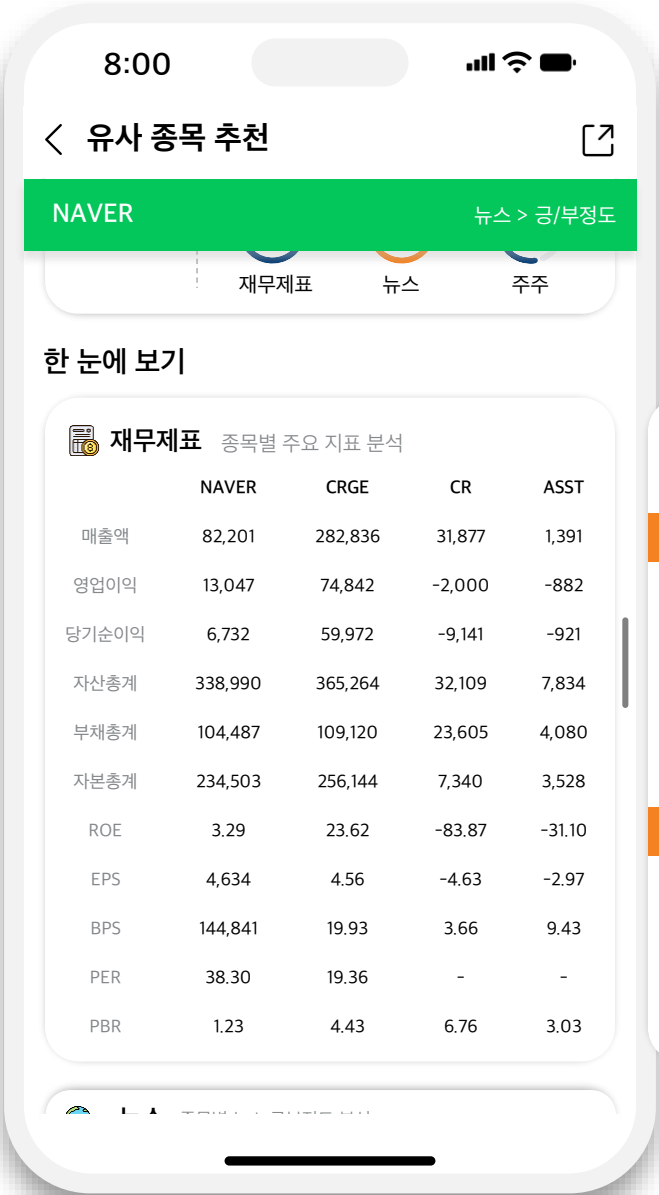 8:00
유사 종목 추천
NAVER 뉴스 > 긍/부정도
재무제표 뉴스 주주
한 눈에 보기
재무제표 종목별 주요 지표 분석
NAVER CRGE CR ASST
매출액 82,201 282,836 31,877 1,391
영업이익 13,047 74,842 -2,000 -882
당기순이익 6,732 59,972 -9,141 -921
자산총계 338,990 365,264 32,109 7,834
부채총계 104,487 109,120 23,605 4,080
자본총계 234,503 256,144 7,340 3,528
ROE 3.29 23.62 -83.87 -31.10
EPS 4,634 4.56 -4.63 -2.97
BPS 144,841 19.93 3.66 9.43
PER 38.30 19.36 - -
PBR 1.23 4.43 6.76 3.03